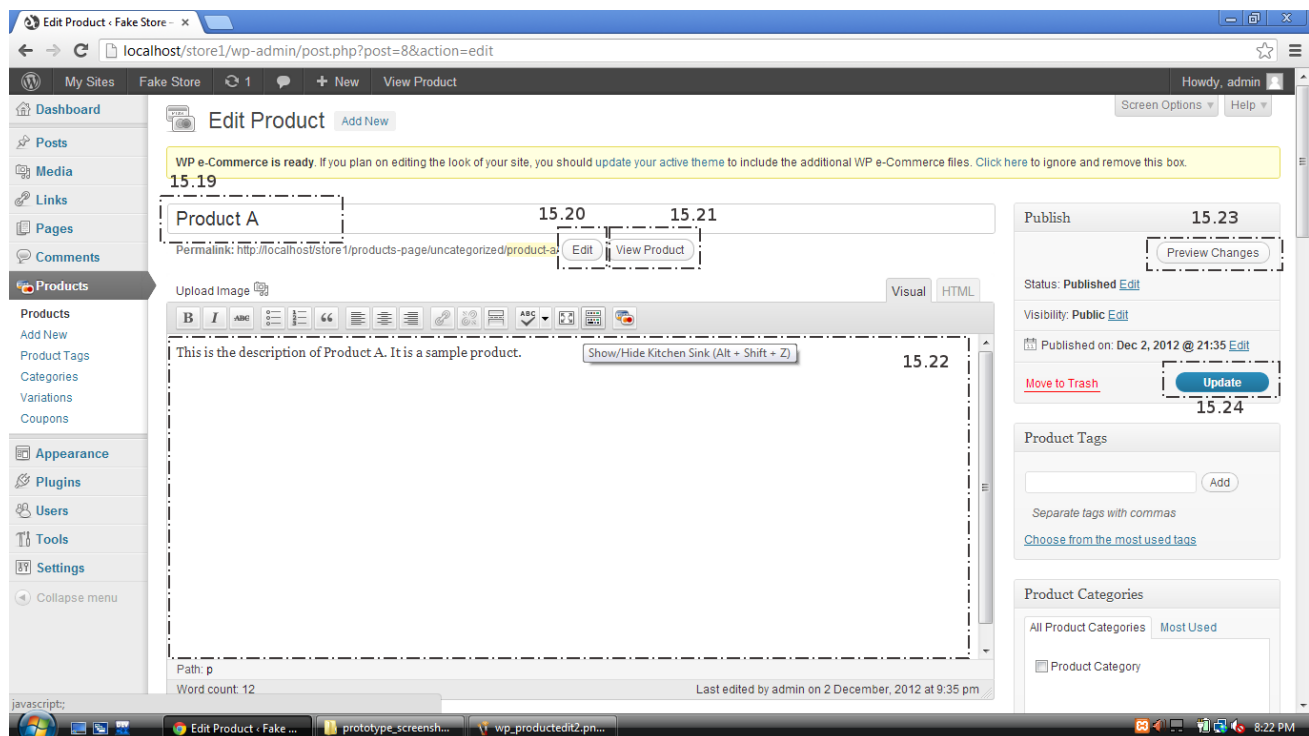 Edit Product ‹ Fake Store –
localhost/store1/wp-admin/post.php?post=8&action=edit
My Sites Fake Store 1 + New View Product Howdy, admin
Screen Options Help
Dashboard
Posts
Media
Links
Pages
Comments
Products
Products
Add New
Product Tags
Categories
Variations
Coupons
Appearance
Plugins
Users
Tools
Settings
Collapse menu
Edit Product Add New
WP e-Commerce is ready. If you plan on editing the look of your site, you should update your active theme to include the additional WP e-Commerce files. Click here to ignore and remove this box.
15.19
15.20 15.21
Product A
Permalink: http://localhost/store1/products-page/uncategorized/product-a Edit View Product
Upload Image Visual HTML
B I ABC ABC
This is the description of Product A. It is a sample product.
Show/Hide Kitchen Sink (Alt + Shift + Z)
15.22
Path: p
Word count: 12 Last edited by admin on 2 December, 2012 at 9:35 pm
Publish 15.23
Preview Changes
Status: Published Edit
Visibility: Public Edit
Published on: Dec 2, 2012 @ 21:35 Edit
Move to Trash Update
15.24
Product Tags
Add
Separate tags with commas
Choose from the most used tags
Product Categories
All Product Categories Most Used
Product Category
javascript:;
Edit Product ‹ Fake ... prototype_screensh... wp_productedit2.pn... 8:22 PM